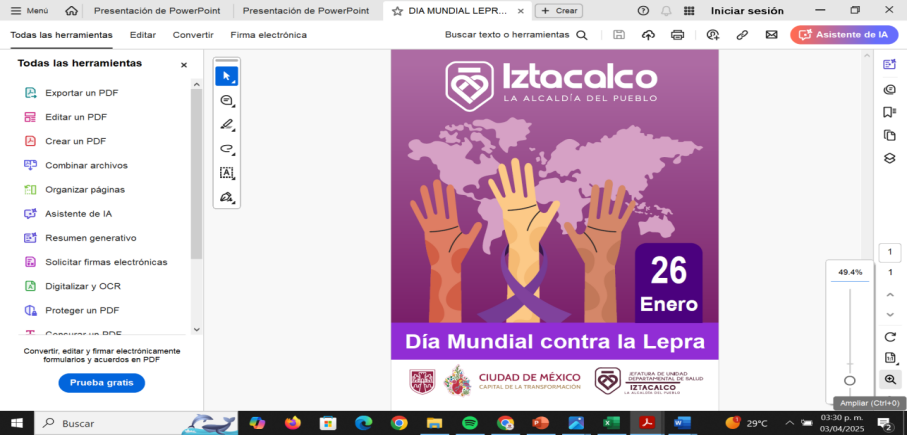 Menú
Presentación de PowerPoint
Presentación de PowerPoint
DIA MUNDIAL LEPR...
+ Crear
Iniciar sesión
Todas las herramientas
Editar
Convertir
Firma electrónica
Buscar texto o herramientas
Asistente de IA
Todas las herramientas
Exportar un PDF
Editar un PDF
Crear un PDF
Combinar archivos
Organizar páginas
Asistente de IA
Resumen generativo
Solicitar firmas electrónicas
Digitalizar y OCR
Proteger un PDF
Censurar un PDF
Convertir, editar y firmar electrónicamente
formularios y acuerdos en PDF
Prueba gratis
Iztacalco
LA ALCALDÍA DEL PUEBLO
26
Enero
Día Mundial contra la Lepra
CIUDAD DE MÉXICO
CAPITAL DE LA TRANSFORMACIÓN
JEFATURA DE UNIDAD
DEPARTAMENTAL DE SALUD
IZTACALCO
LA ALCALDÍA DEL PUEBLO
1
1
49.4%
Ampliar (Ctrl+0)
Buscar
29°C
03:30 p. m.
03/04/2025
2